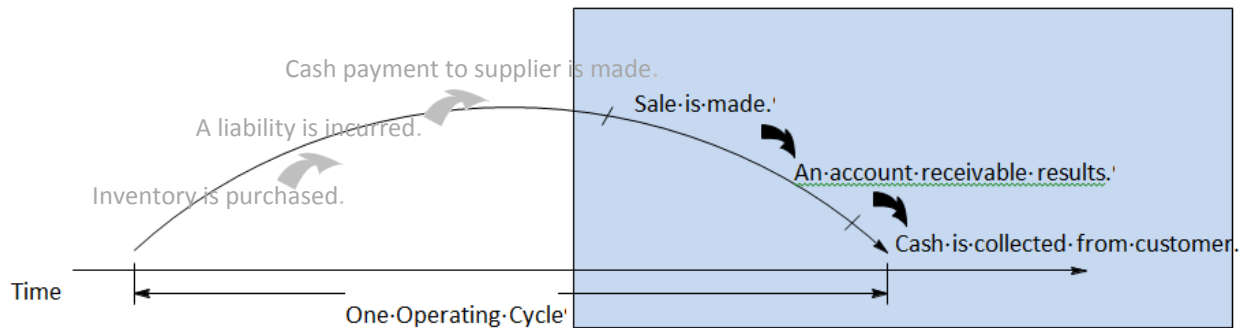 Cash payment to supplier is made.
Sale·is·made.
A liability is incurred.
An·account·receivable·results.
Inventory is purchased.
Cash·is·collected·from·customer.
Time
One·Operating·Cycle